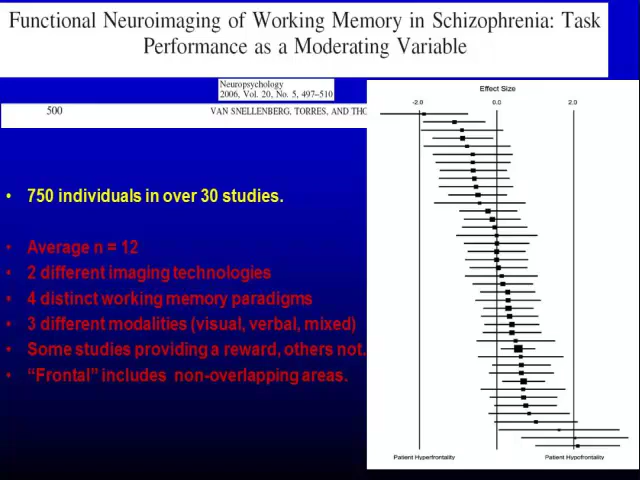 Functional Neuroimaging of Working Memory in Schizophrenia: Task
Performance as a Moderating Variable
Neuropsychology
2006, Vol. 20, No. 5, 497–510
500 VAN SNELLENBERG, TORRES, AND
• 750 individuals in over 30 studies.
• Average n = 12
• 2 different imaging technologies
• 4 distinct working memory paradigms
• 3 different modalities (visual, verbal, mixed)
• Some studies providing a reward, others not.
• “Frontal” includes non-overlapping areas.
Effect Size
-2.0 0.0 2.0
Patient Hyperfrontality Patient Hypofrontality